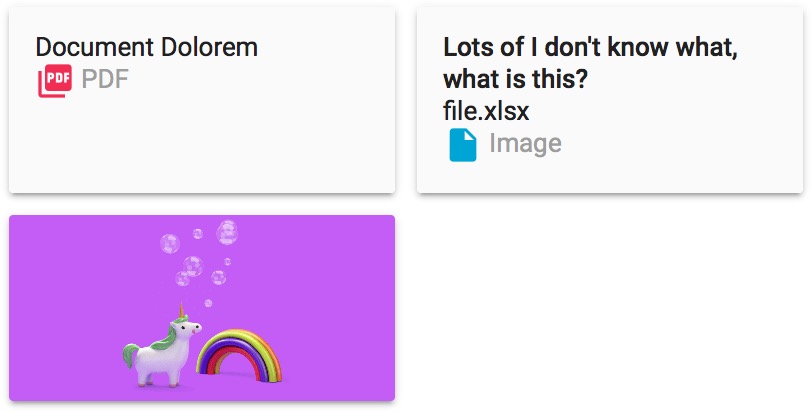 Document Dolorem
PDF PDF
Lots of I don't know what,
what is this?
file.xlsx
Image